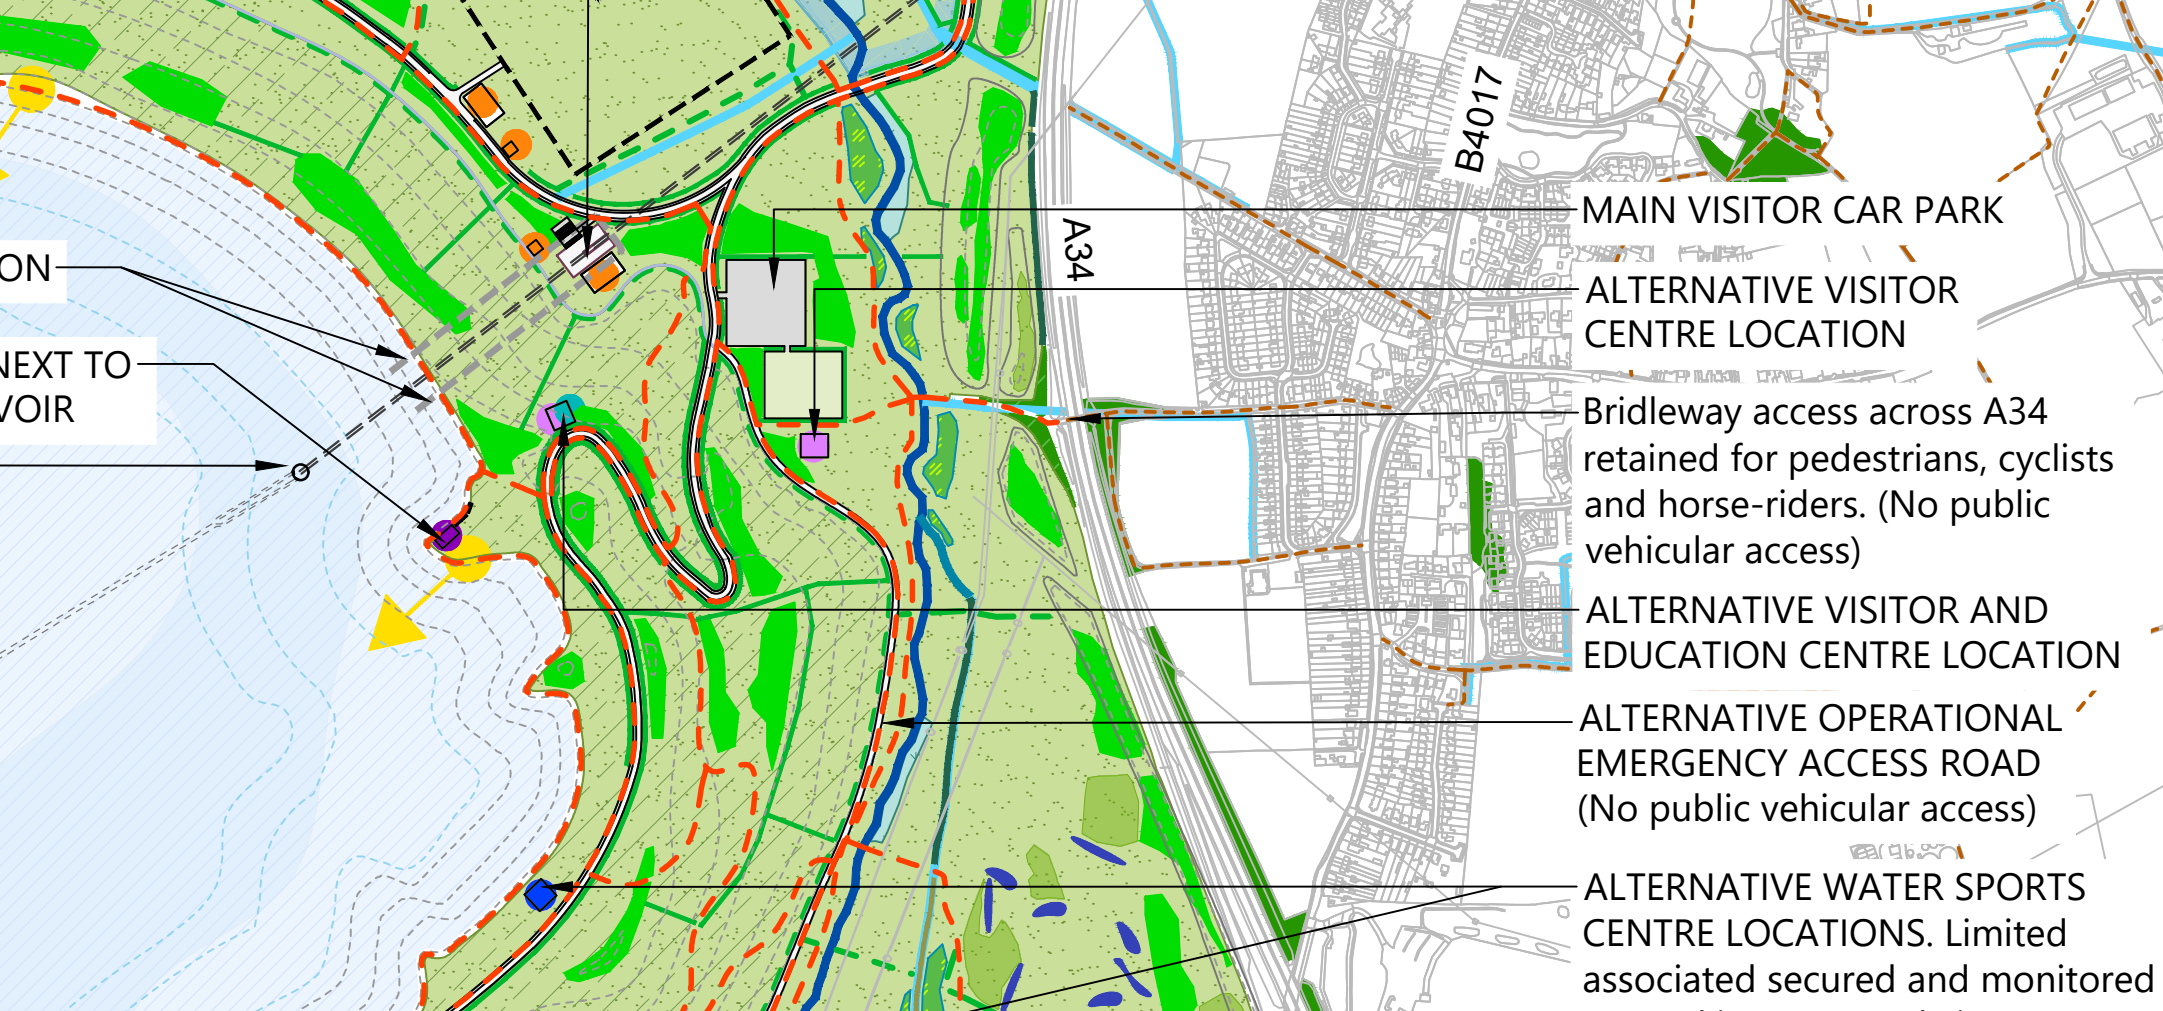 B4017
A34
ON
NEXT TO
VOIR
MAIN VISITOR CAR PARK
ALTERNATIVE VISITOR
CENTRE LOCATION
Bridleway access across A34
retained for pedestrians, cyclists
and horse-riders. (No public
vehicular access)
ALTERNATIVE VISITOR AND
EDUCATION CENTRE LOCATION
ALTERNATIVE OPERATIONAL
EMERGENCY ACCESS ROAD
(No public vehicular access)
ALTERNATIVE WATER SPORTS
CENTRE LOCATIONS. Limited
associated secured and monitored